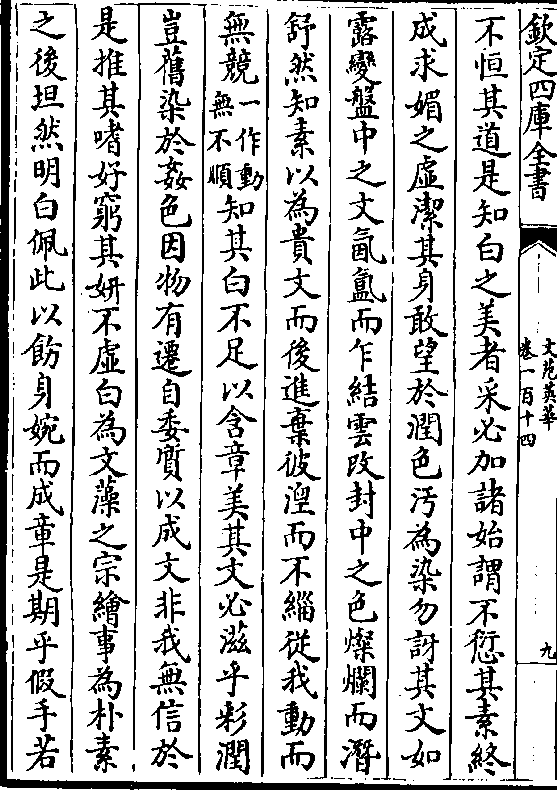 欽定四庫全書
文苑英華
卷一百十四
九
不恒其道是知白之美者采必加諸始謂不愆其素終
成求媚之虛潔其身敢望於潤色汚為染勿訝其文如
露變盤中之文氤氳而乍結雲改封中之色燦爛而潛
舒然知素以為貴文而後進棄彼湼而不緇從我動而
無競一作動無不順知其白不足以含章美其文必滋乎彩潤
豈舊染於姦色因物有遷自委質以成文非我無信於
是推其嗜好窮其妍不虛白為文藻之宗繪事為朴素
之後坦然明白佩此以飭身婉而成章是期乎假手若